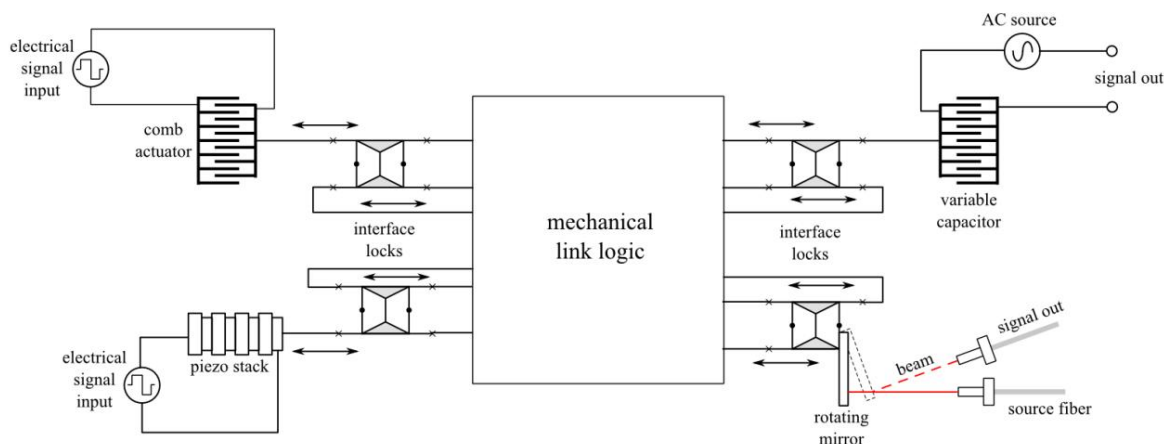 electrical
signal
input
comb
actuator
interface
locks
electrical
signal
input
piezo stack
mechanical
link logic
AC source
signal out
variable
capacitor
interface
locks
signal out
beam
source fiber
rotating
mirror